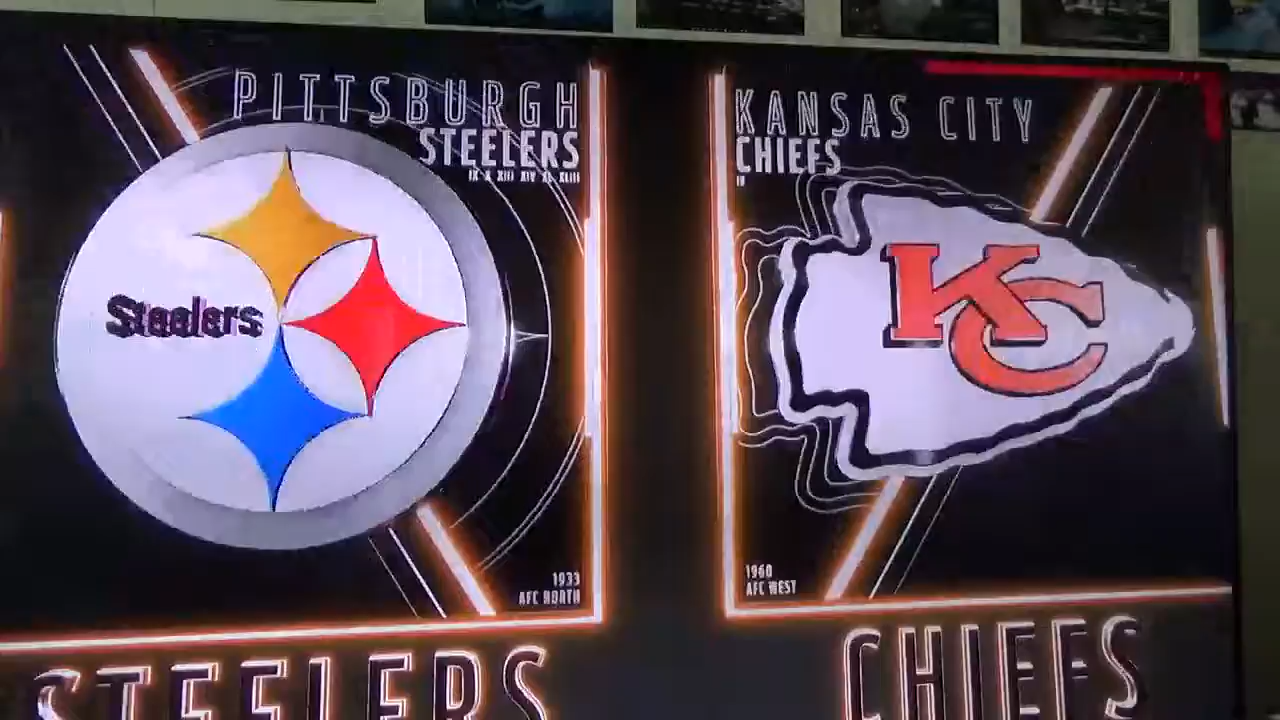 PITTSBURGH
STEELERS
IX X XIII XIV XL XLIII
Steelers
1933
AFC NORTH
STEELERS
KANSAS CITY
CHIEFS
IV
KC
1960
AFC WEST
CHIEFS